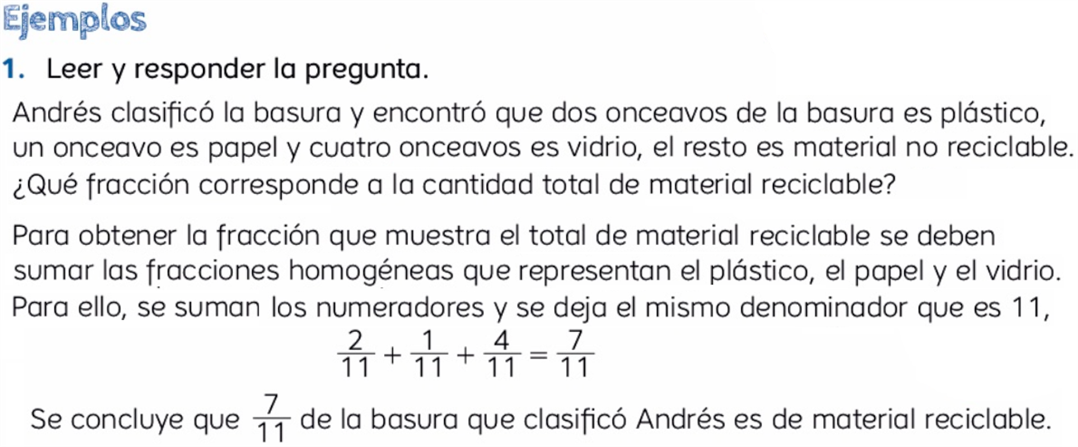 Ejemplos
1. Leer y responder la pregunta.
Andrés clasificó la basura y encontró que dos onceavos de la basura es plástico,
un onceavo es papel y cuatro onceavos es vidrio, el resto es material no reciclable.
¿Qué fracción corresponde a la cantidad total de material reciclable?
Para obtener la fracción que muestra el total de material reciclable se deben
sumar las fracciones homogéneas que representan el plástico, el papel y el vidrio.
Para ello, se suman los numeradores y se deja el mismo denominador que es 11,
2/11 + 1/11 + 4/11 = 7/11
Se concluye que 7/11 de la basura que clasificó Andrés es de material reciclable.